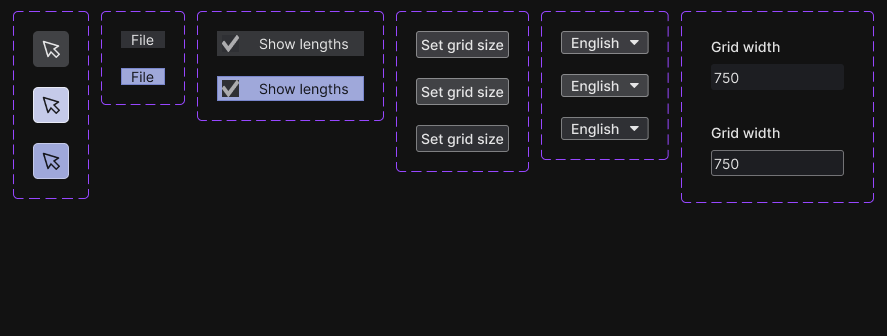 File
File
Show lengths
Show lengths
Set grid size
Set grid size
Set grid size
English
English
English
Grid width
750
Grid width
750